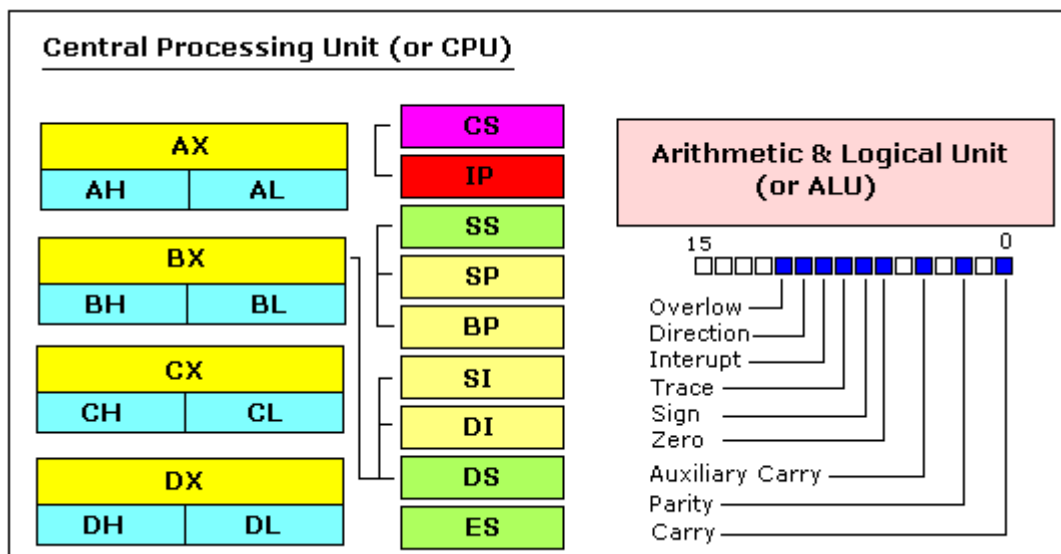 Central Processing Unit (or CPU)
AX
AH AL
BX
BH BL
CX
CH CL
DX
DH DL
CS
IP
SS
SP
BP
SI
DI
DS
ES
Arithmetic & Logical Unit
(or ALU)
15 0
Overlow
Direction
Interupt
Trace
Sign
Zero
Auxiliary Carry
Parity
Carry